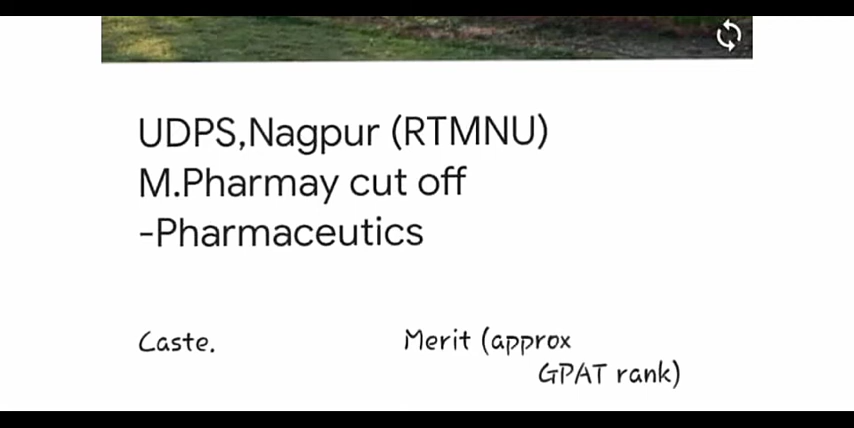 UDPS,Nagpur (RTMNU)
M.Pharmay cut off
-Pharmaceutics
Caste. Merit (approx
GPAT rank)